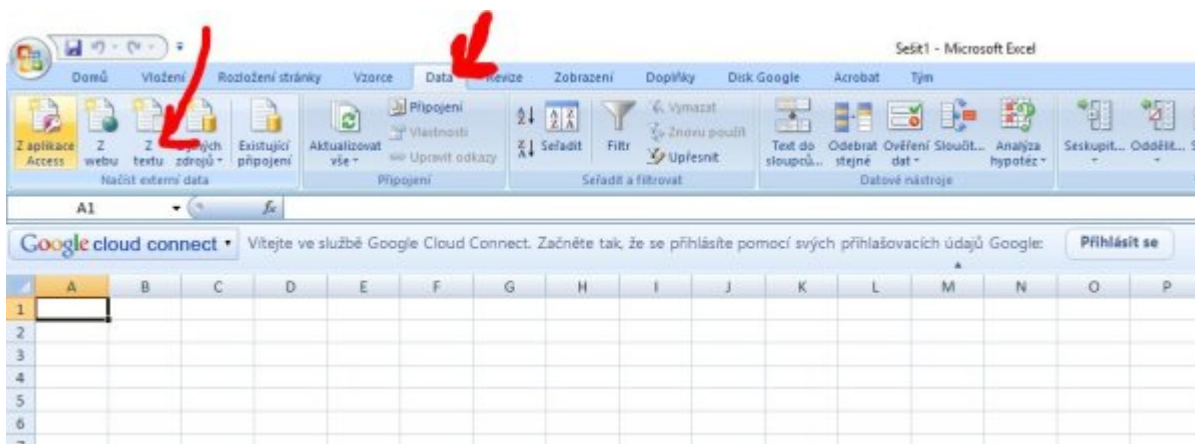 Sešit1 - Microsoft Excel
Domů Vložení Rozložení stránky Vzorce Data Revize Zobrazení Doplňky Disk Google Acrobat Tým
Z aplikace Access
Z webu
Z textu
zdrojů
Existující připojení
Načíst externí data
Aktualizovat vše
Připojení
Vlastnosti
Upravit odkazy
Připojení
Seřadit
Filtr
Vymazat
Znovu použít
Upřesnit
Seřadit a filtrovat
Text do sloupců...
Odebrat stejné
Ověření dat
Sloučit...
Analýza hypotéz
Datové nástroje
Seskupit...
Oddělit...
A1 fx
Google cloud connect Vítejte ve službě Google Cloud Connect. Začněte tak, že se přihlásíte pomocí svých přihlašovacích údajů Google: Přihlásit se
A B C D E F G H I J K L M N O P
1
2
3
4
5
6